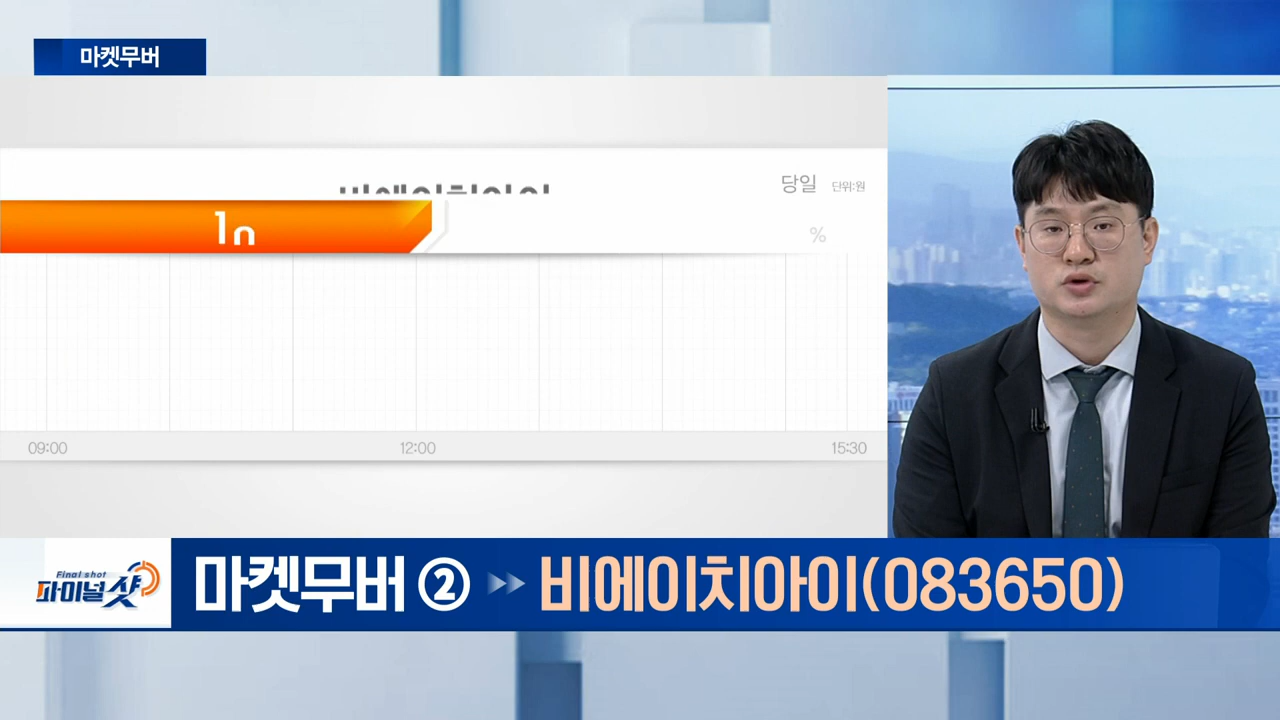 마켓무버
당일 단위:원
%
09:00 12:00 15:30
Final shot
파이널샷
마켓무버 ② 비에이치아이(083650)